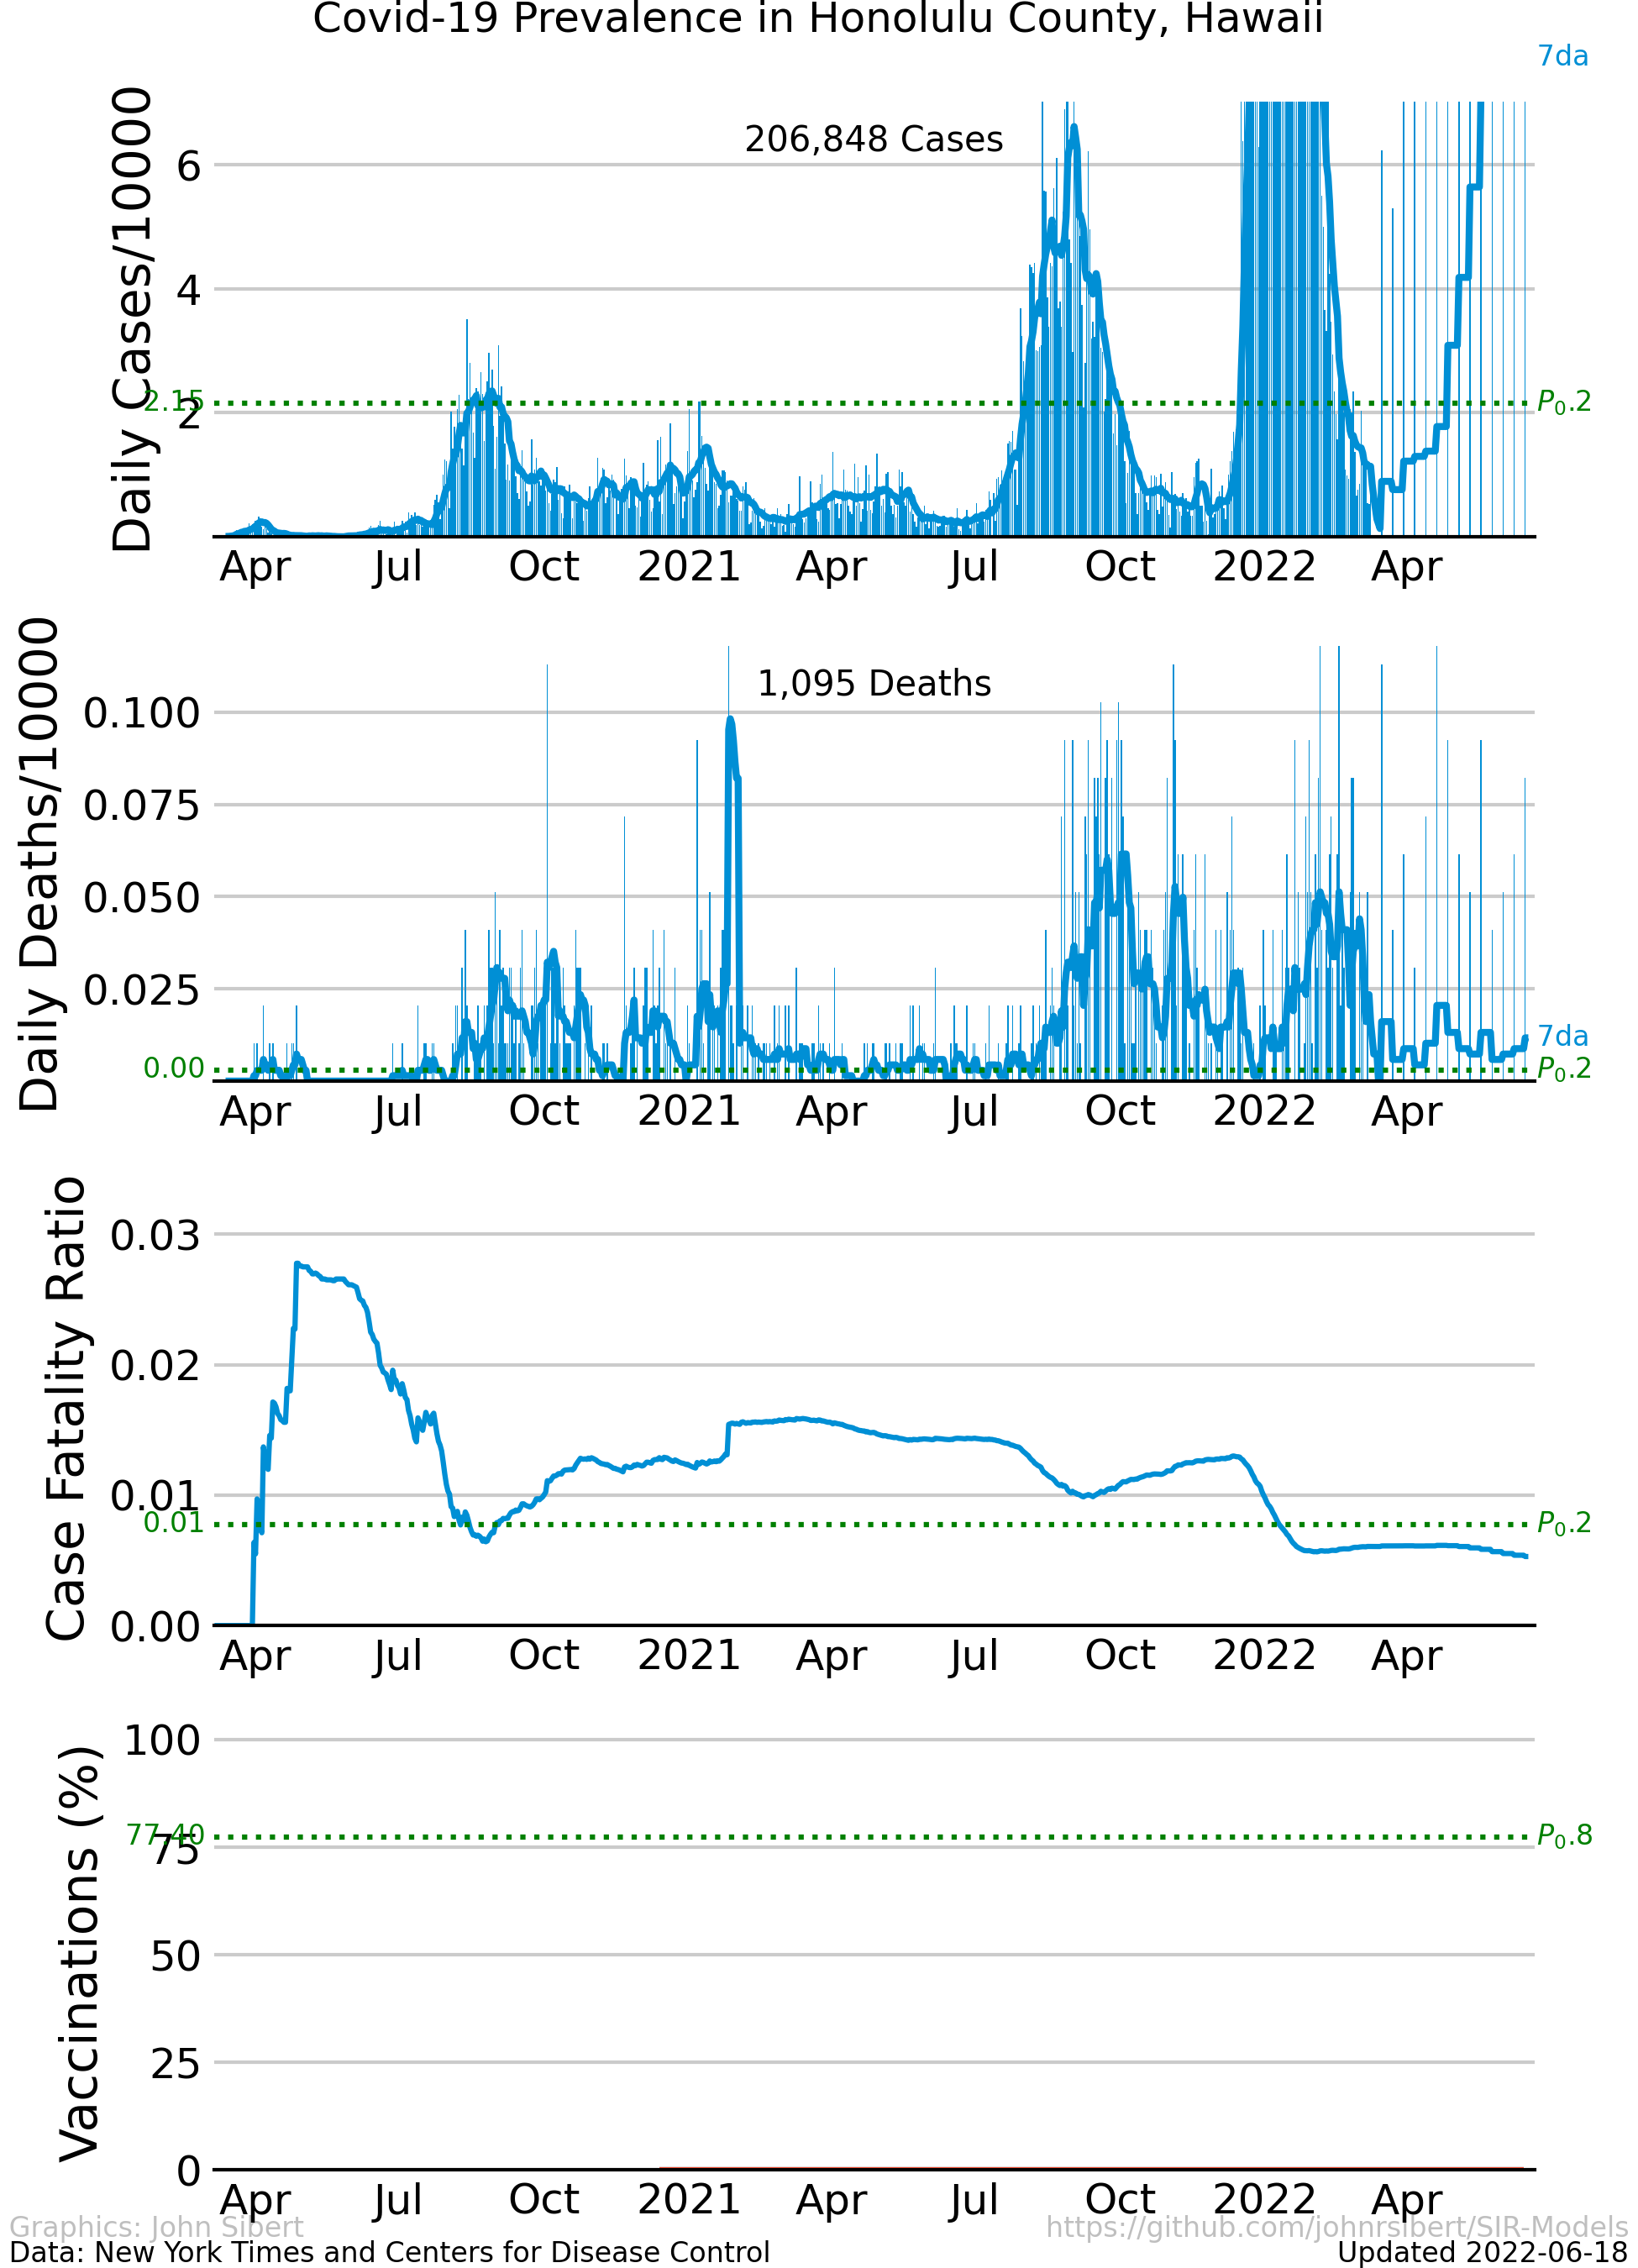 Covid-19 Prevalence in Honolulu County, Hawaii
7da
Daily Cases/10000
206,848 Cases
6
4
2.15
2
P0.2
Apr Jul Oct 2021 Apr Jul Oct 2022 Apr
Daily Deaths/10000
1,095 Deaths
0.100
0.075
0.050
0.025
7da
0.00
P0.2
Apr Jul Oct 2021 Apr Jul Oct 2022 Apr
Case Fatality Ratio
0.03
0.02
0.01
0.01
P0.2
0.00
Apr Jul Oct 2021 Apr Jul Oct 2022 Apr
Vaccinations (%)
100
77.40
P0.8
75
50
25
0
Apr Jul Oct 2021 Apr Jul Oct 2022 Apr
Graphics: John Sibert https://github.com/johnrsibert/SIR-Models
Data: New York Times and Centers for Disease Control Updated 2022-06-18